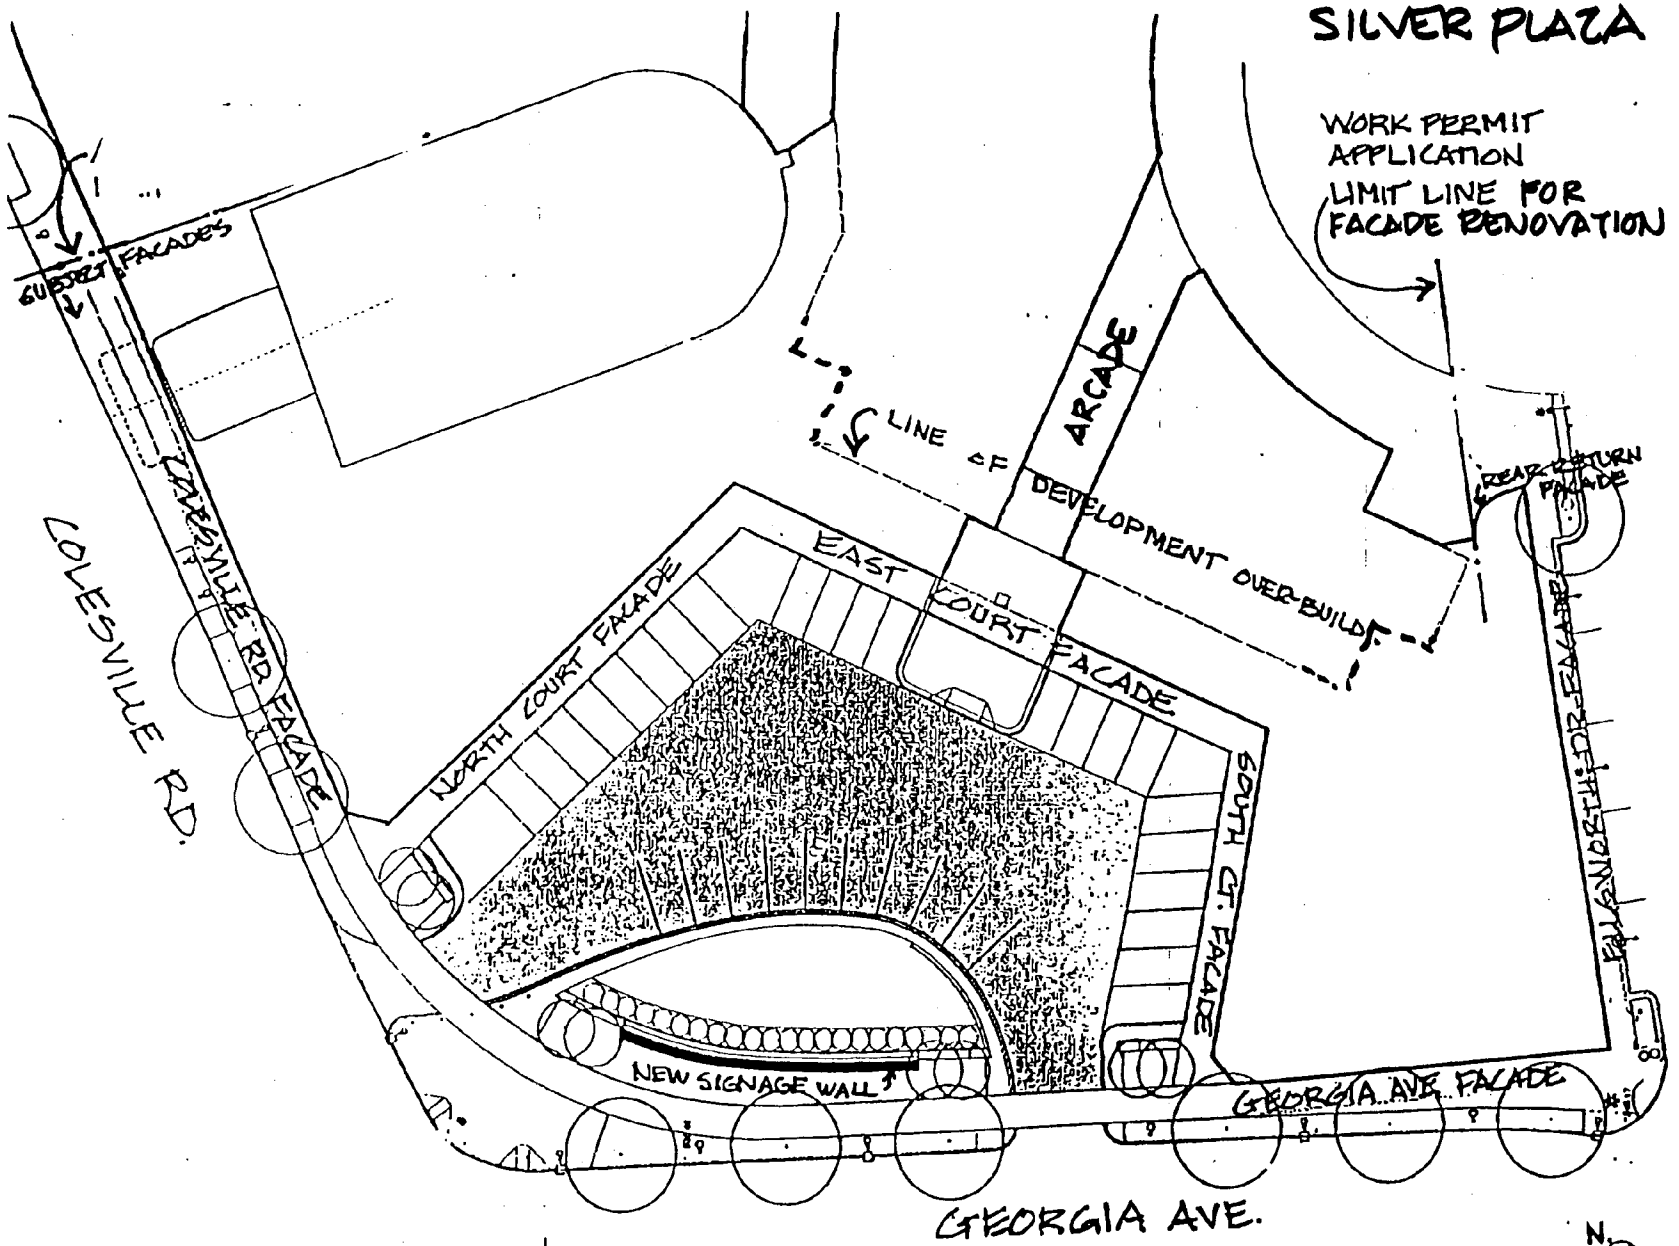 SILVER PLAZA
WORK PERMIT
APPLICATION
LIMIT LINE FOR
FACADE RENOVATION
SUBJECT FACADES
ARCADE
LINE OF
DEVELOPMENT OVER-BUILD
REAR RETURN
FACADE
COLESVILLE RD FACADE
COLESVILLE RD.
NORTH COURT FACADE
EAST COURT FACADE
SOUTH CT. FACADE
ELLSWORTH DR FACADE
NEW SIGNAGE WALL
GEORGIA AVE FACADE
GEORGIA AVE.
N.